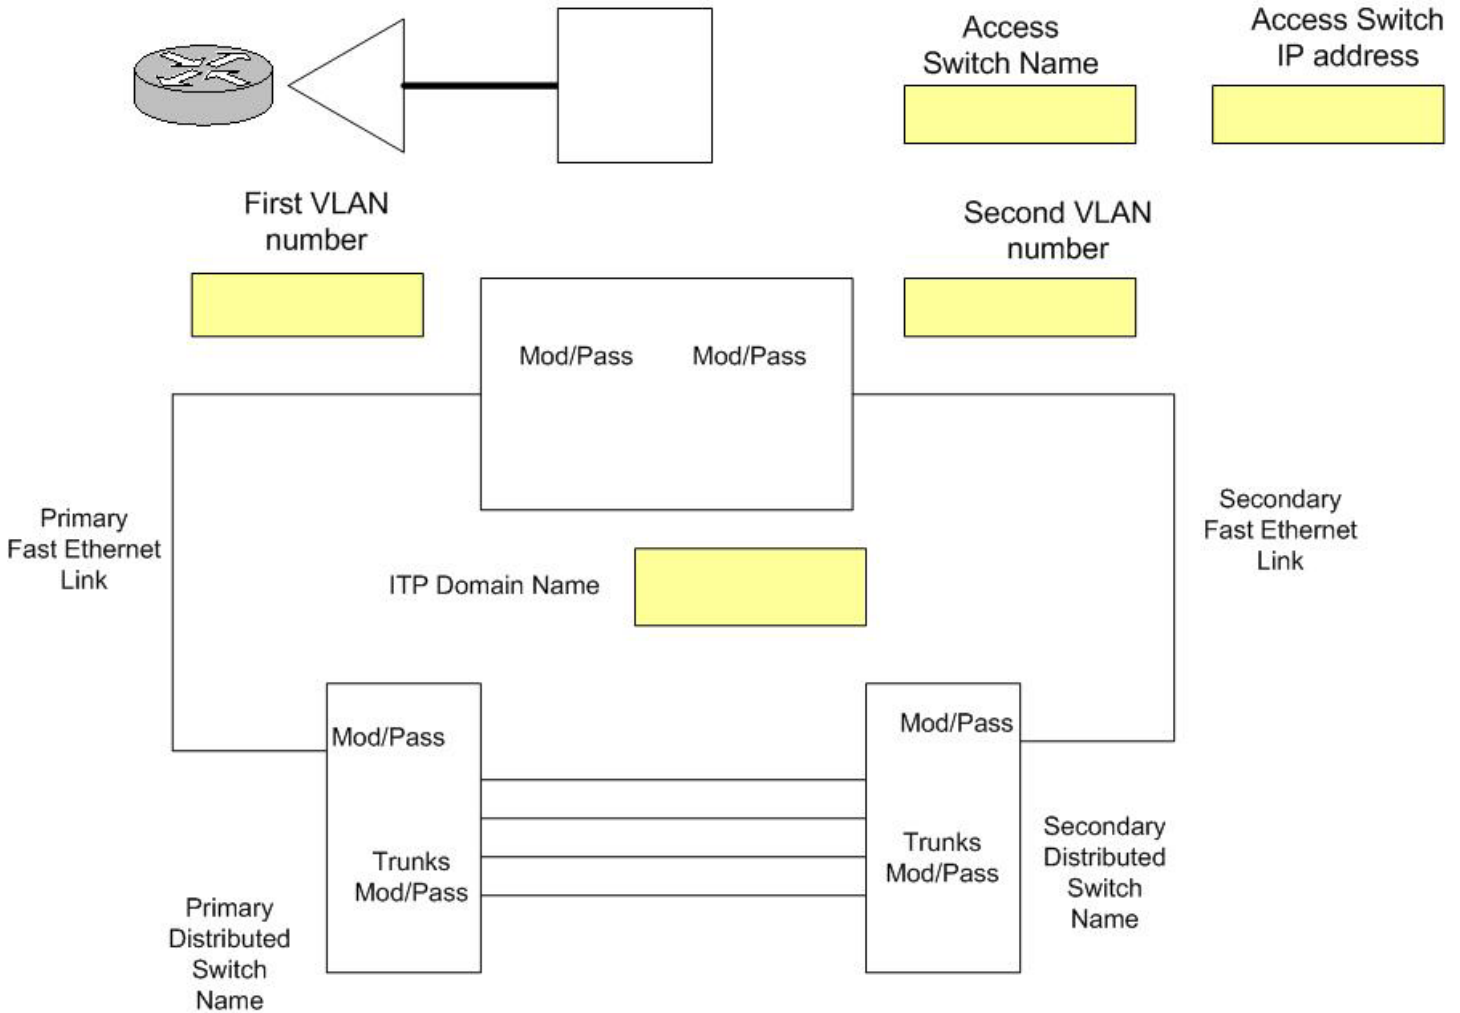 Access
Switch Name
Access Switch
IP address
First VLAN
number
Second VLAN
number
Mod/Pass
Mod/Pass
Primary
Fast Ethernet
Link
Secondary
Fast Ethernet
Link
ITP Domain Name
Mod/Pass
Mod/Pass
Trunks
Mod/Pass
Trunks
Mod/Pass
Primary
Distributed
Switch
Name
Secondary
Distributed
Switch
Name